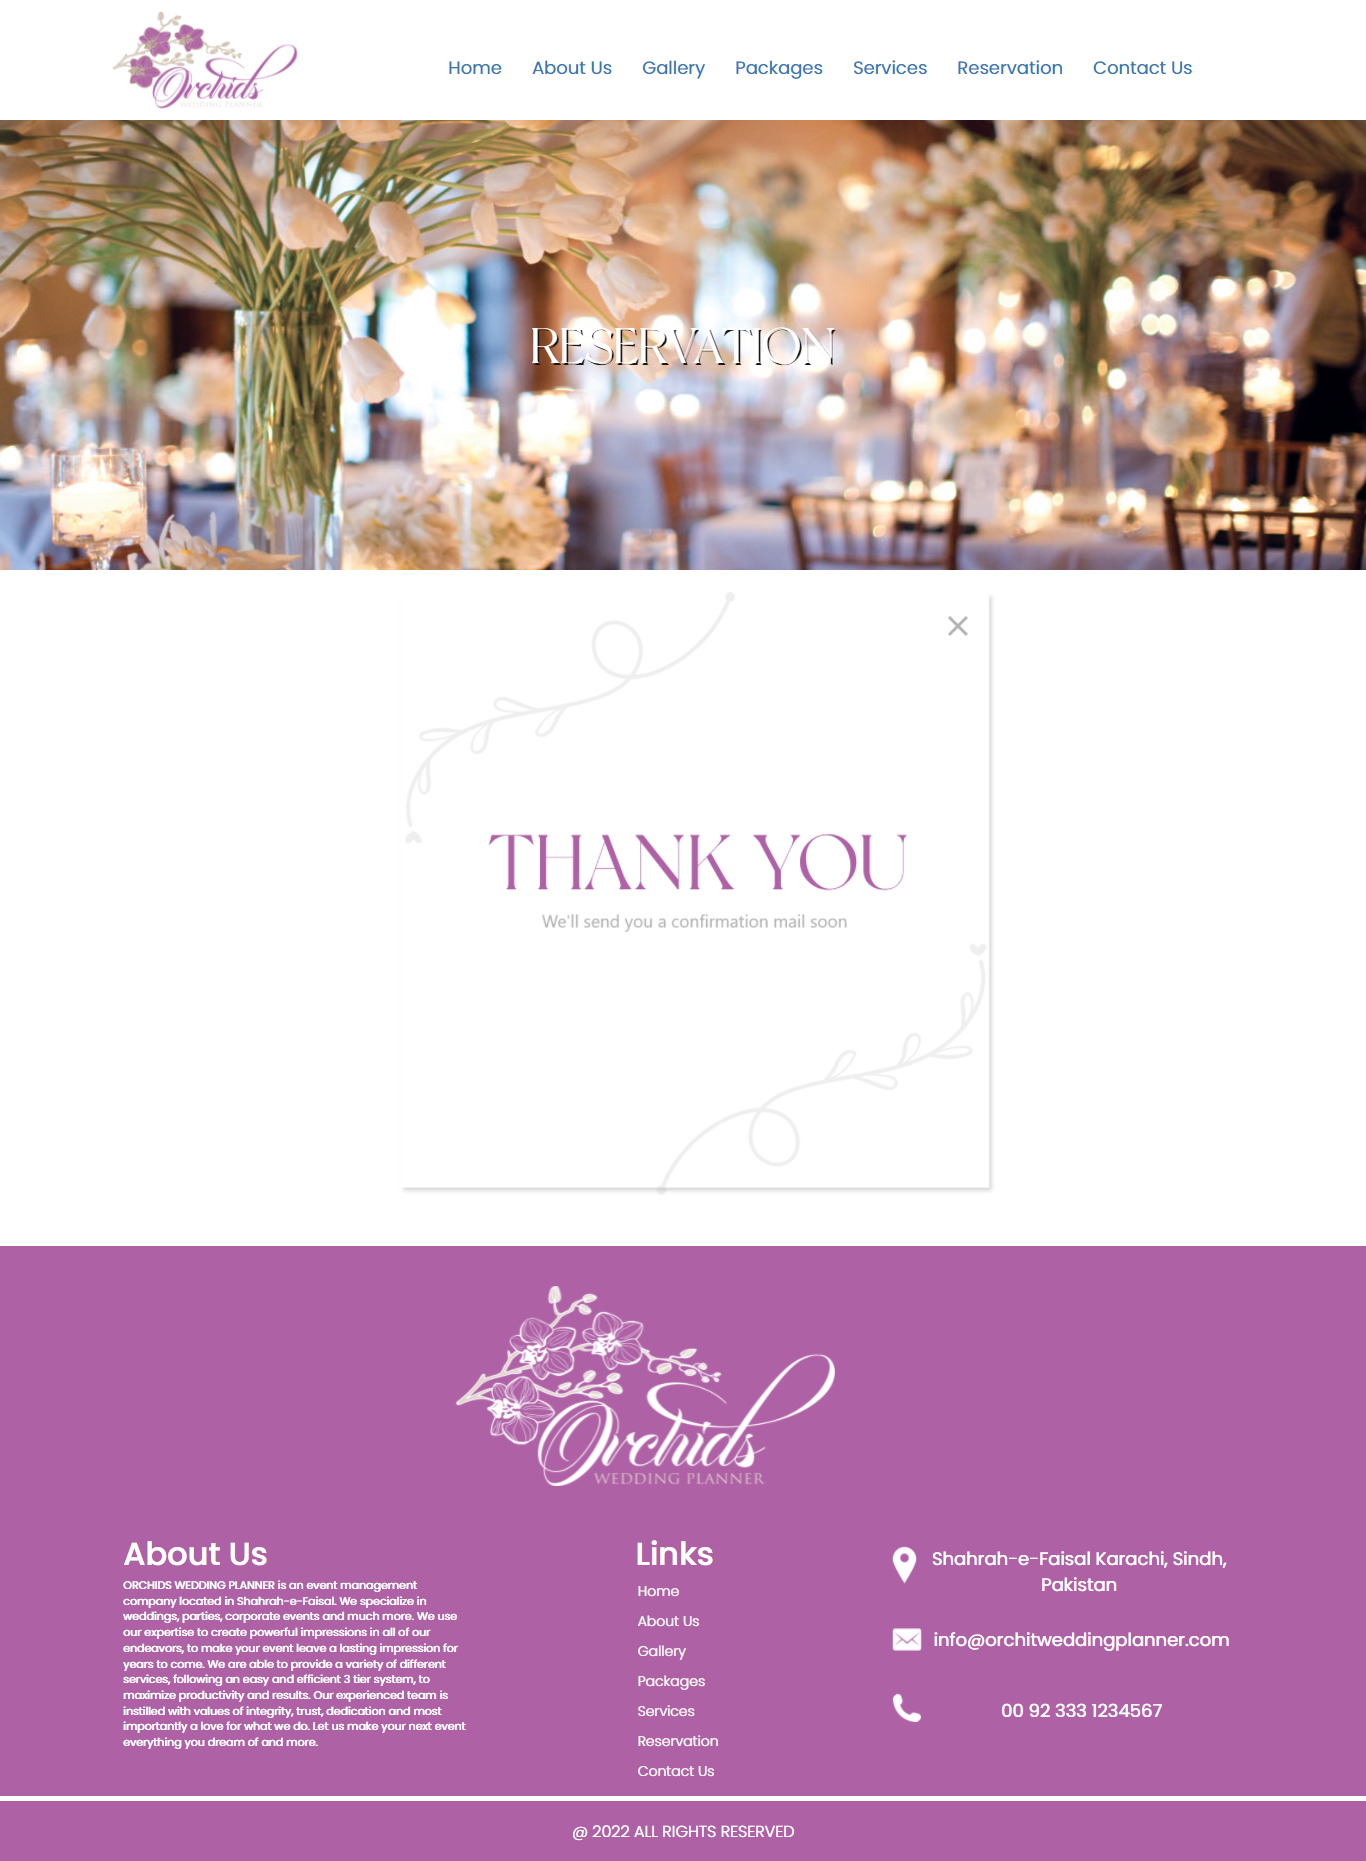 Orchids
WEDDING PLANNER
Home About Us Gallery Packages Services Reservation Contact Us
RESERVATION
THANK YOU
We'll send you a confirmation mail soon
Orchids
WEDDING PLANNER
About Us
ORCHIDS WEDDING PLANNER is an event management
company located in Shahrah-e-Faisal. We specialize in
weddings, parties, corporate events and much more. We use
our expertise to create powerful impressions in all of our
endeavors, to make your event leave a lasting impression for
years to come. We are able to provide a variety of different
services, following an easy and efficient 3 tier system, to
maximize productivity and results. Our experienced team is
instilled with values of integrity, trust, dedication and most
importantly a love for what we do. Let us make your next event
everything you dream of and more.
Links
Home
About Us
Gallery
Packages
Services
Reservation
Contact Us
Shahrah-e-Faisal Karachi, Sindh,
Pakistan
info@orchitweddingplanner.com
00 92 333 1234567
@ 2022 ALL RIGHTS RESERVED